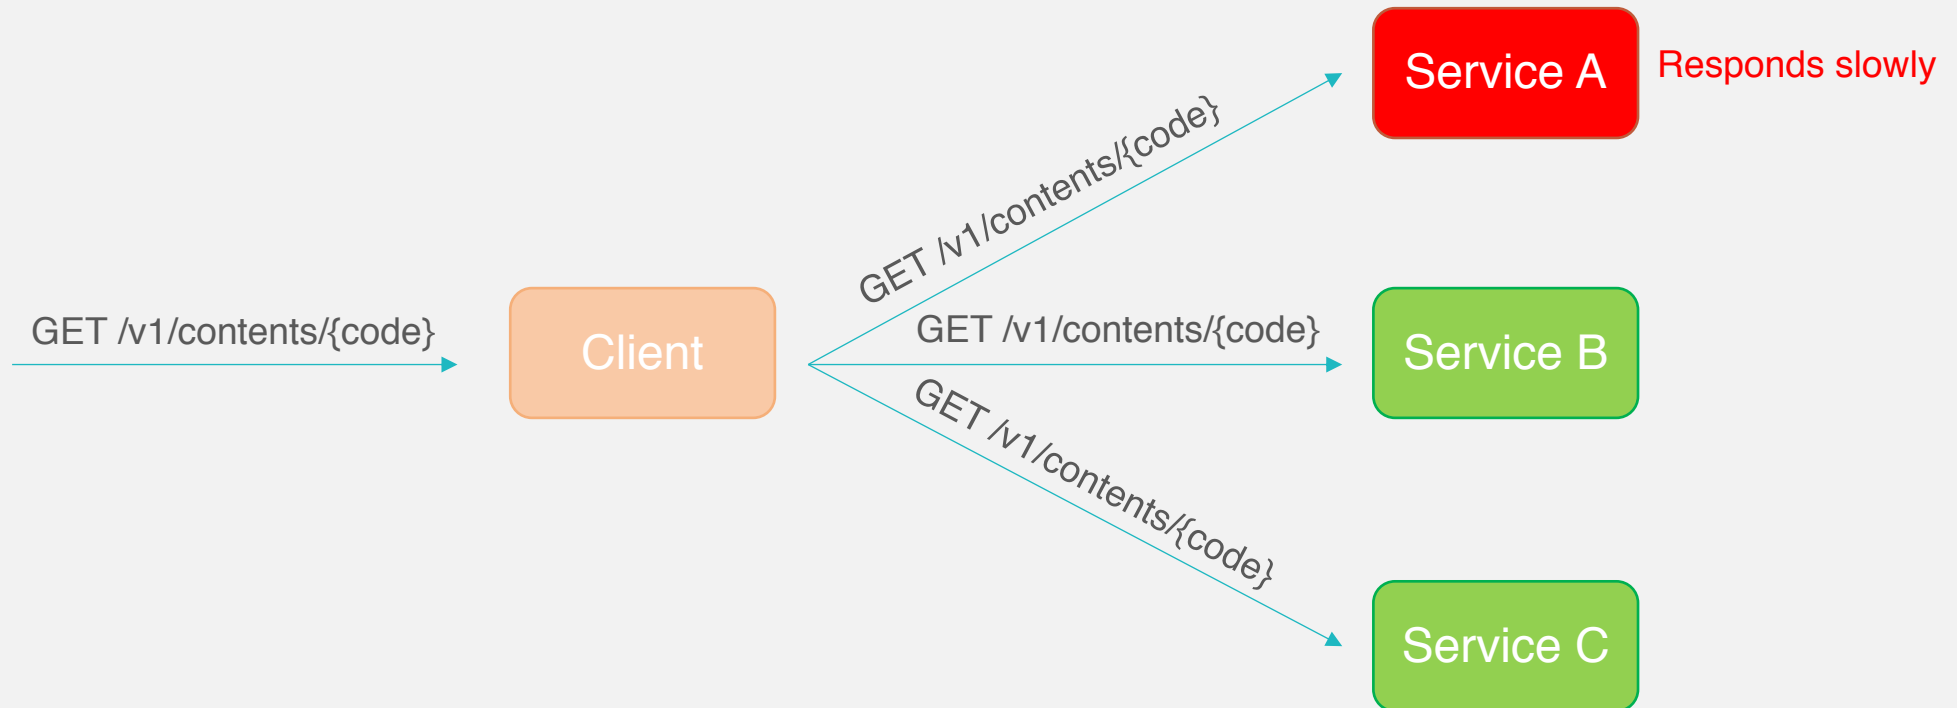 Service A
Responds slowly
GET /v1/contents/{code}
GET /v1/contents/{code}
Client
GET /v1/contents/{code}
Service B
GET /v1/contents/{code}
Service C